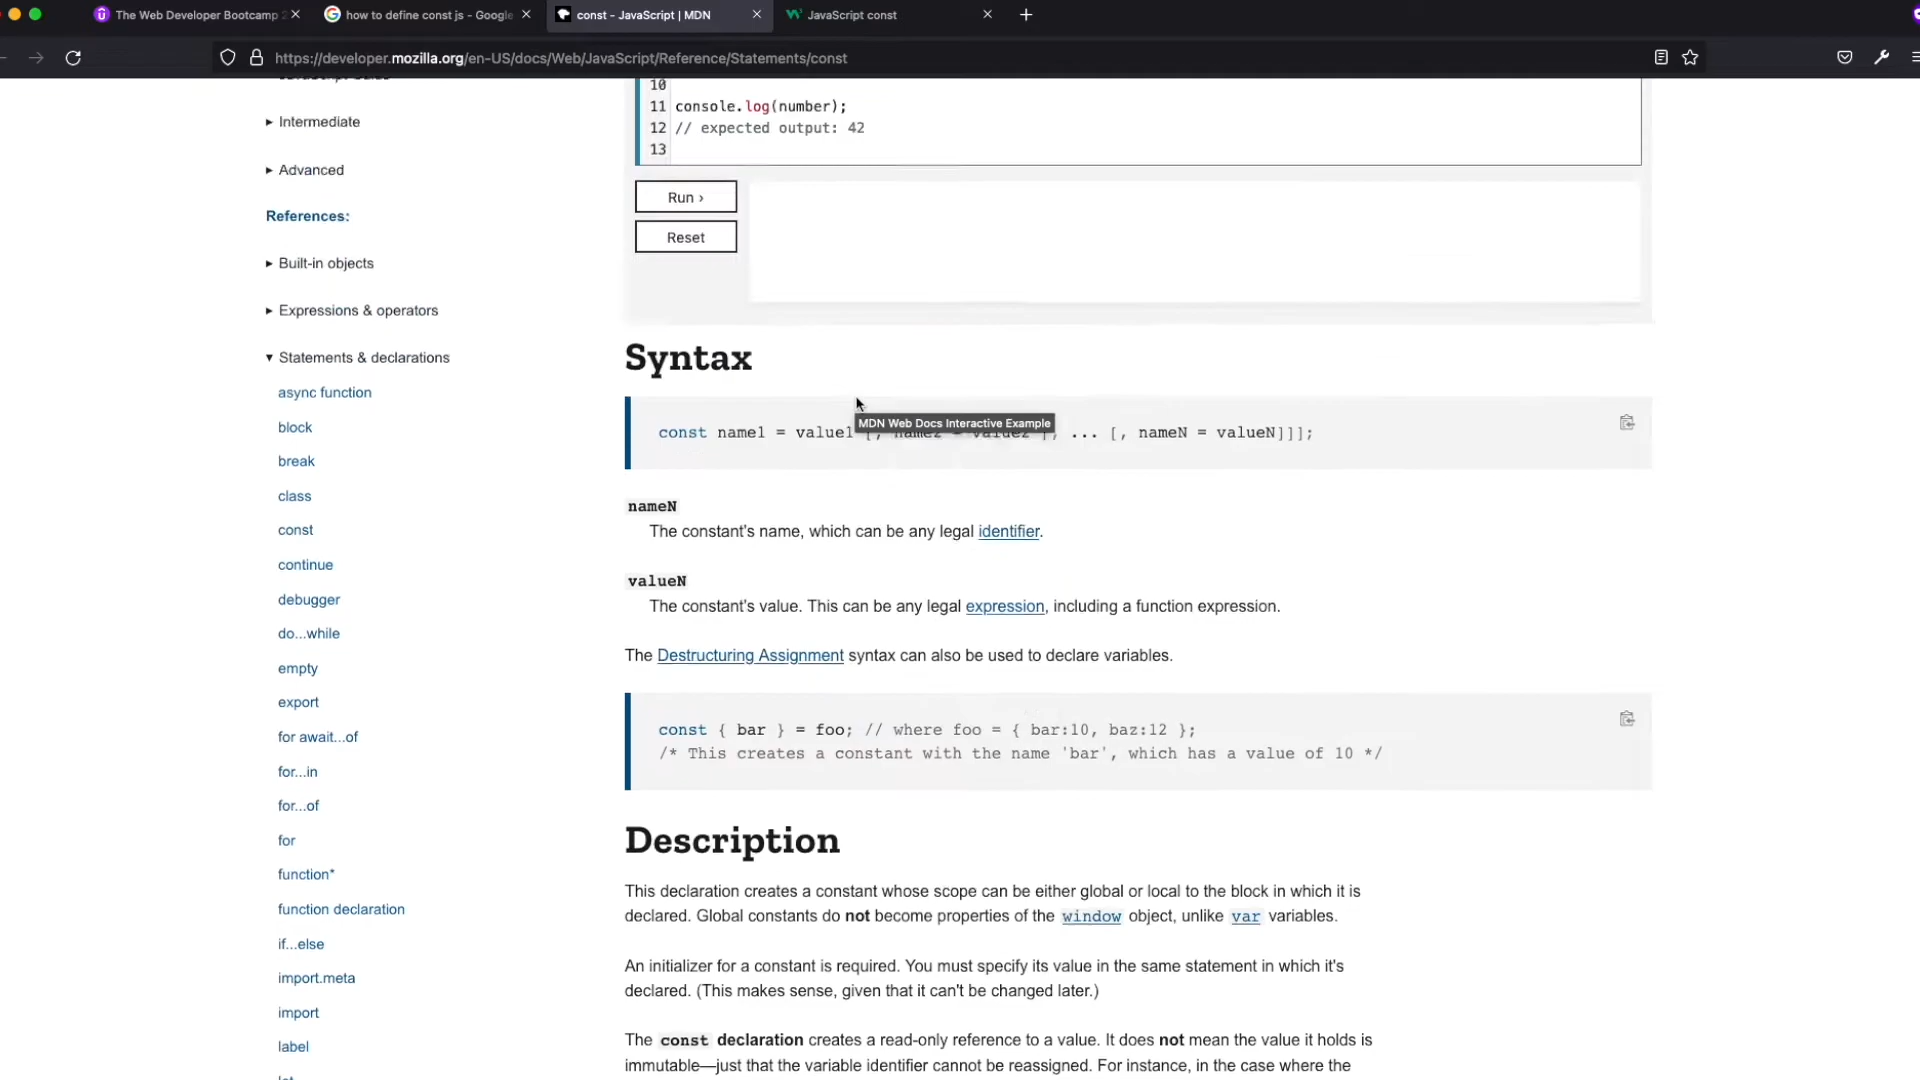 The Web Developer Bootcamp 2
how to define const js - Google
const - JavaScript | MDN
JavaScript const
https://developer.mozilla.org/en-US/docs/Web/JavaScript/Reference/Statements/const
Intermediate
Advanced
References:
Built-in objects
Expressions & operators
Statements & declarations
async function
block
break
class
const
continue
debugger
do...while
empty
export
for await...of
for...in
for...of
for
function*
function declaration
if...else
import.meta
import
label
10
11 console.log(number);
12 // expected output: 42
13
Run ›
Reset
Syntax
MDN Web Docs Interactive Example
const name1 = value1 [, name2 = value2 [, ... [, nameN = valueN]]];
nameN
The constant's name, which can be any legal identifier.
valueN
The constant's value. This can be any legal expression, including a function expression.
The Destructuring Assignment syntax can also be used to declare variables.
const { bar } = foo; // where foo = { bar:10, baz:12 };
/* This creates a constant with the name 'bar', which has a value of 10 */
Description
This declaration creates a constant whose scope can be either global or local to the block in which it is
declared. Global constants do not become properties of the window object, unlike var variables.
An initializer for a constant is required. You must specify its value in the same statement in which it's
declared. (This makes sense, given that it can't be changed later.)
The const declaration creates a read-only reference to a value. It does not mean the value it holds is
immutable—just that the variable identifier cannot be reassigned. For instance, in the case where the